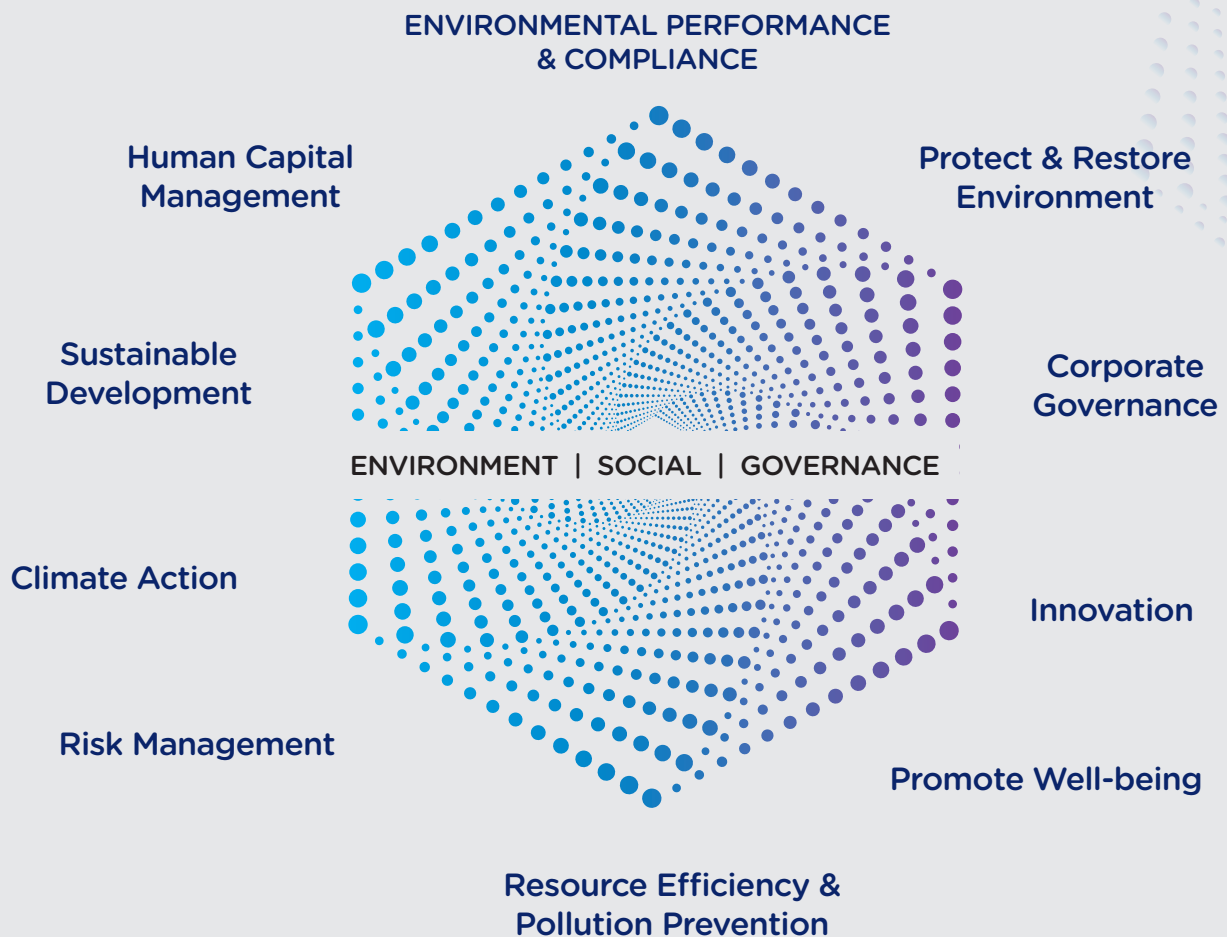 ENVIRONMENTAL PERFORMANCE
& COMPLIANCE
Human Capital
Management
Protect & Restore
Environment
Sustainable
Development
Corporate
Governance
ENVIRONMENT | SOCIAL | GOVERNANCE
Climate Action
Innovation
Risk Management
Promote Well-being
Resource Efficiency &
Pollution Prevention